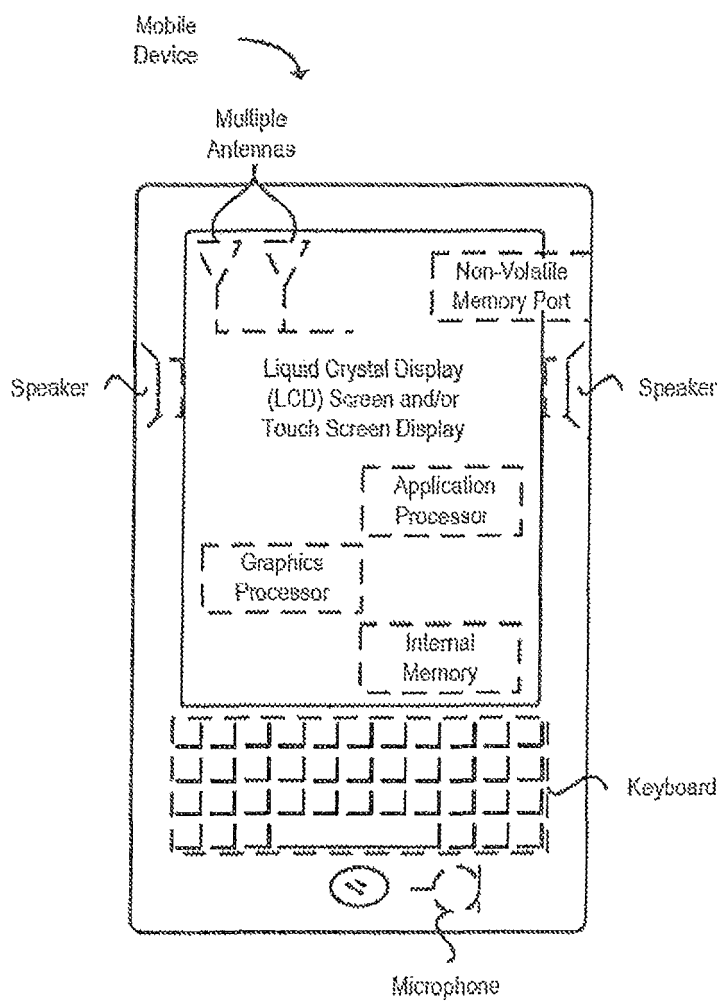 Mobile
Device
Multiple
Antennas
Non-Volatile
Memory Port
Speaker
Liquid Crystal Display
(LCD) Screen and/or
Touch Screen Display
Speaker
Application
Processor
Graphics
Processor
Internal
Memory
Keyboard
Microphone